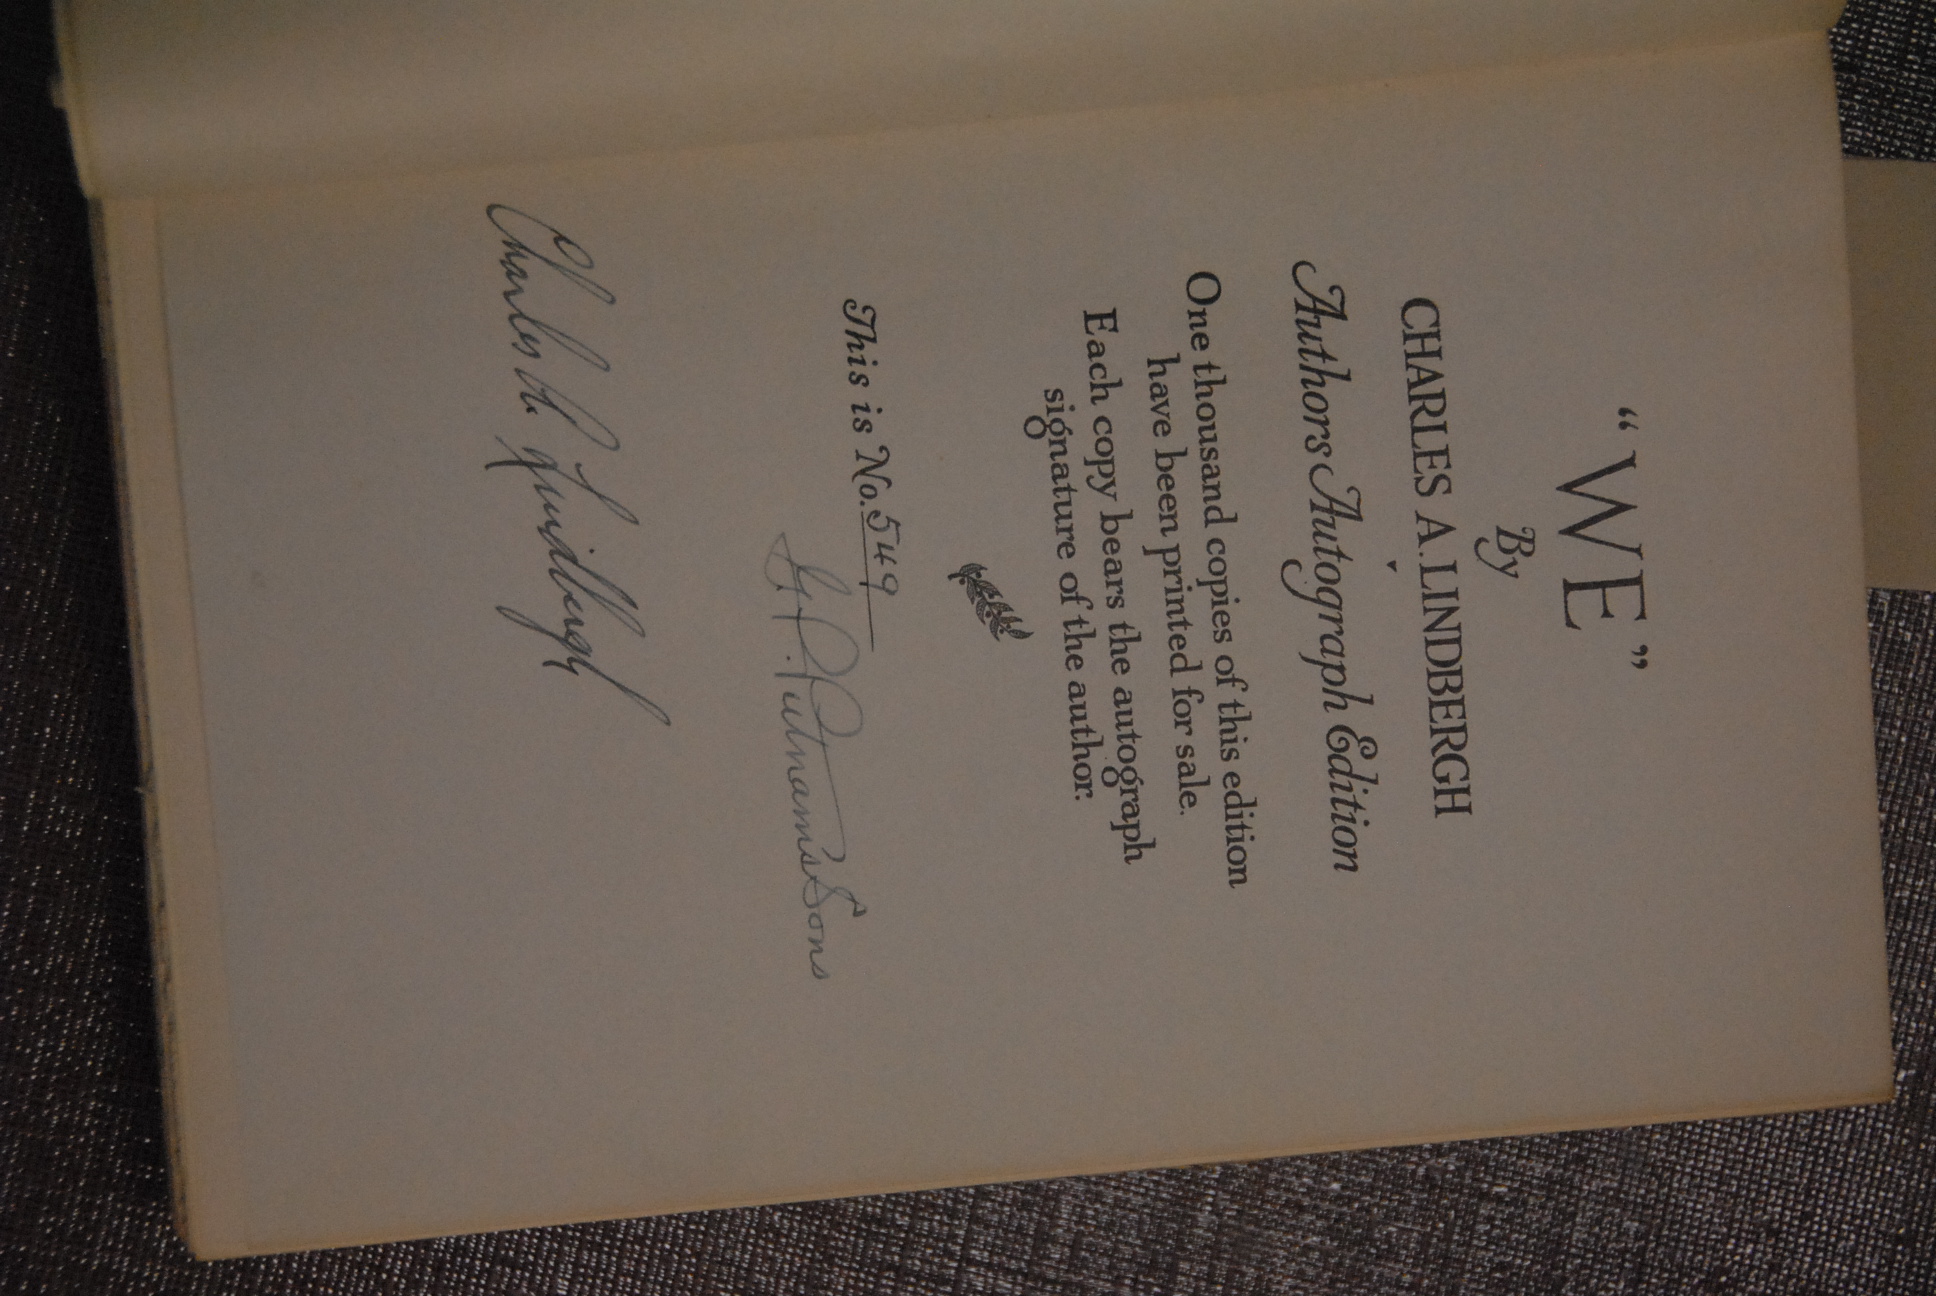 “WE”
By
CHARLES A. LINDBERGH
Authors Autograph Edition
One thousand copies of this edition
have been printed for sale.
Each copy bears the autograph
signature of the author.
This is No. 549
G. P. Putnam's Sons
Charles A. Lindbergh